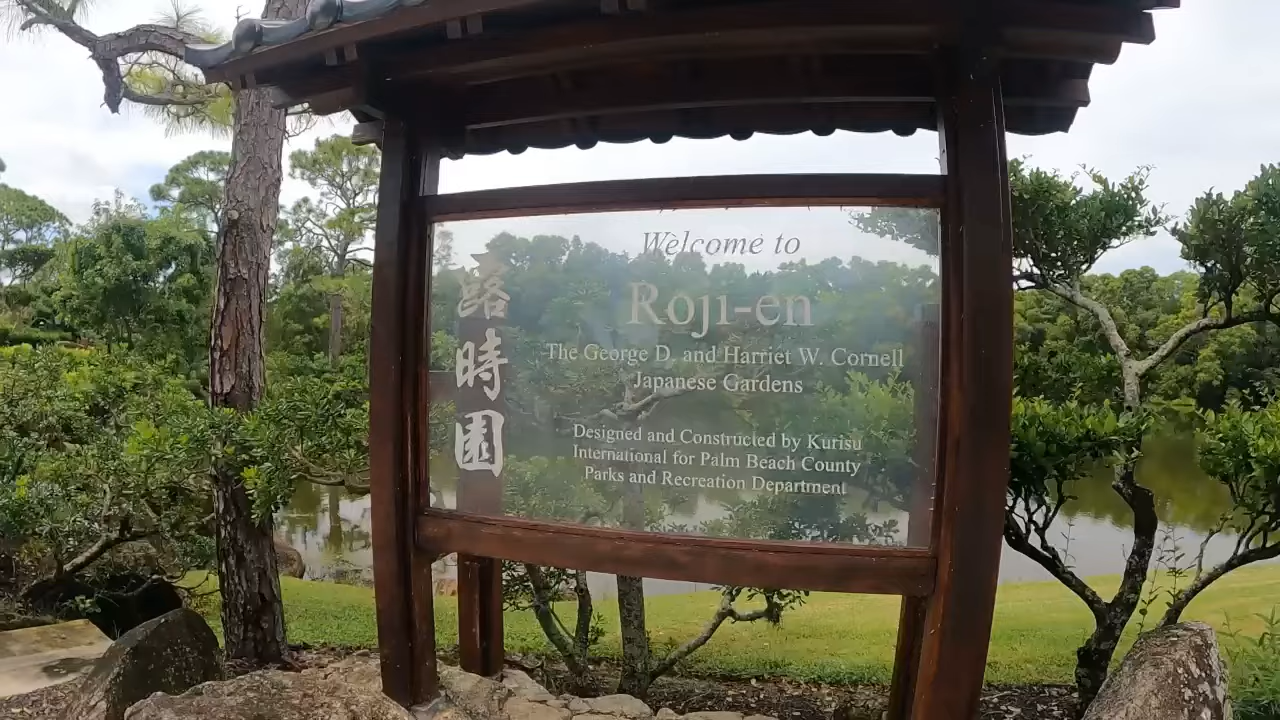 路時園
Welcome to
Roji-en
The George D. and Harriet W. Cornell
Japanese Gardens
Designed and Constructed by Kurisu
International for Palm Beach County
Parks and Recreation Department